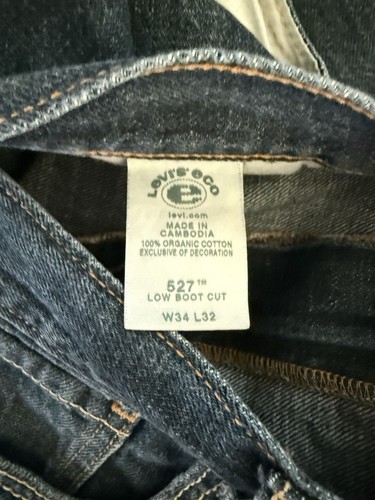 LEVI'S® eco
e
levi.com
MADE IN
CAMBODIA
100% ORGANIC COTTON
EXCLUSIVE OF DECORATION
527™
LOW BOOT CUT
W34 L32